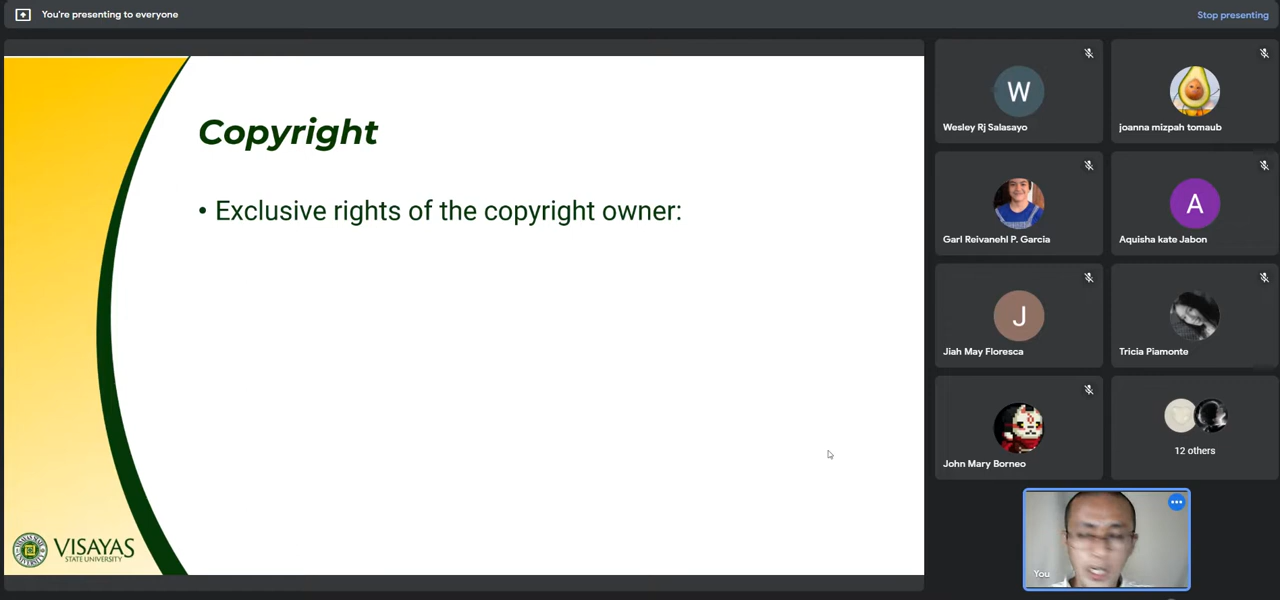 You're presenting to everyone
Stop presenting
Copyright
• Exclusive rights of the copyright owner:
VISAYAS
STATE UNIVERSITY
W
Wesley Rj Salasayo
joanna mizpah tomaub
Garl Reivanehl P. Garcia
A
Aquisha kate Jabon
J
Jiah May Floresca
Tricia Piamonte
John Mary Borneo
12 others
You